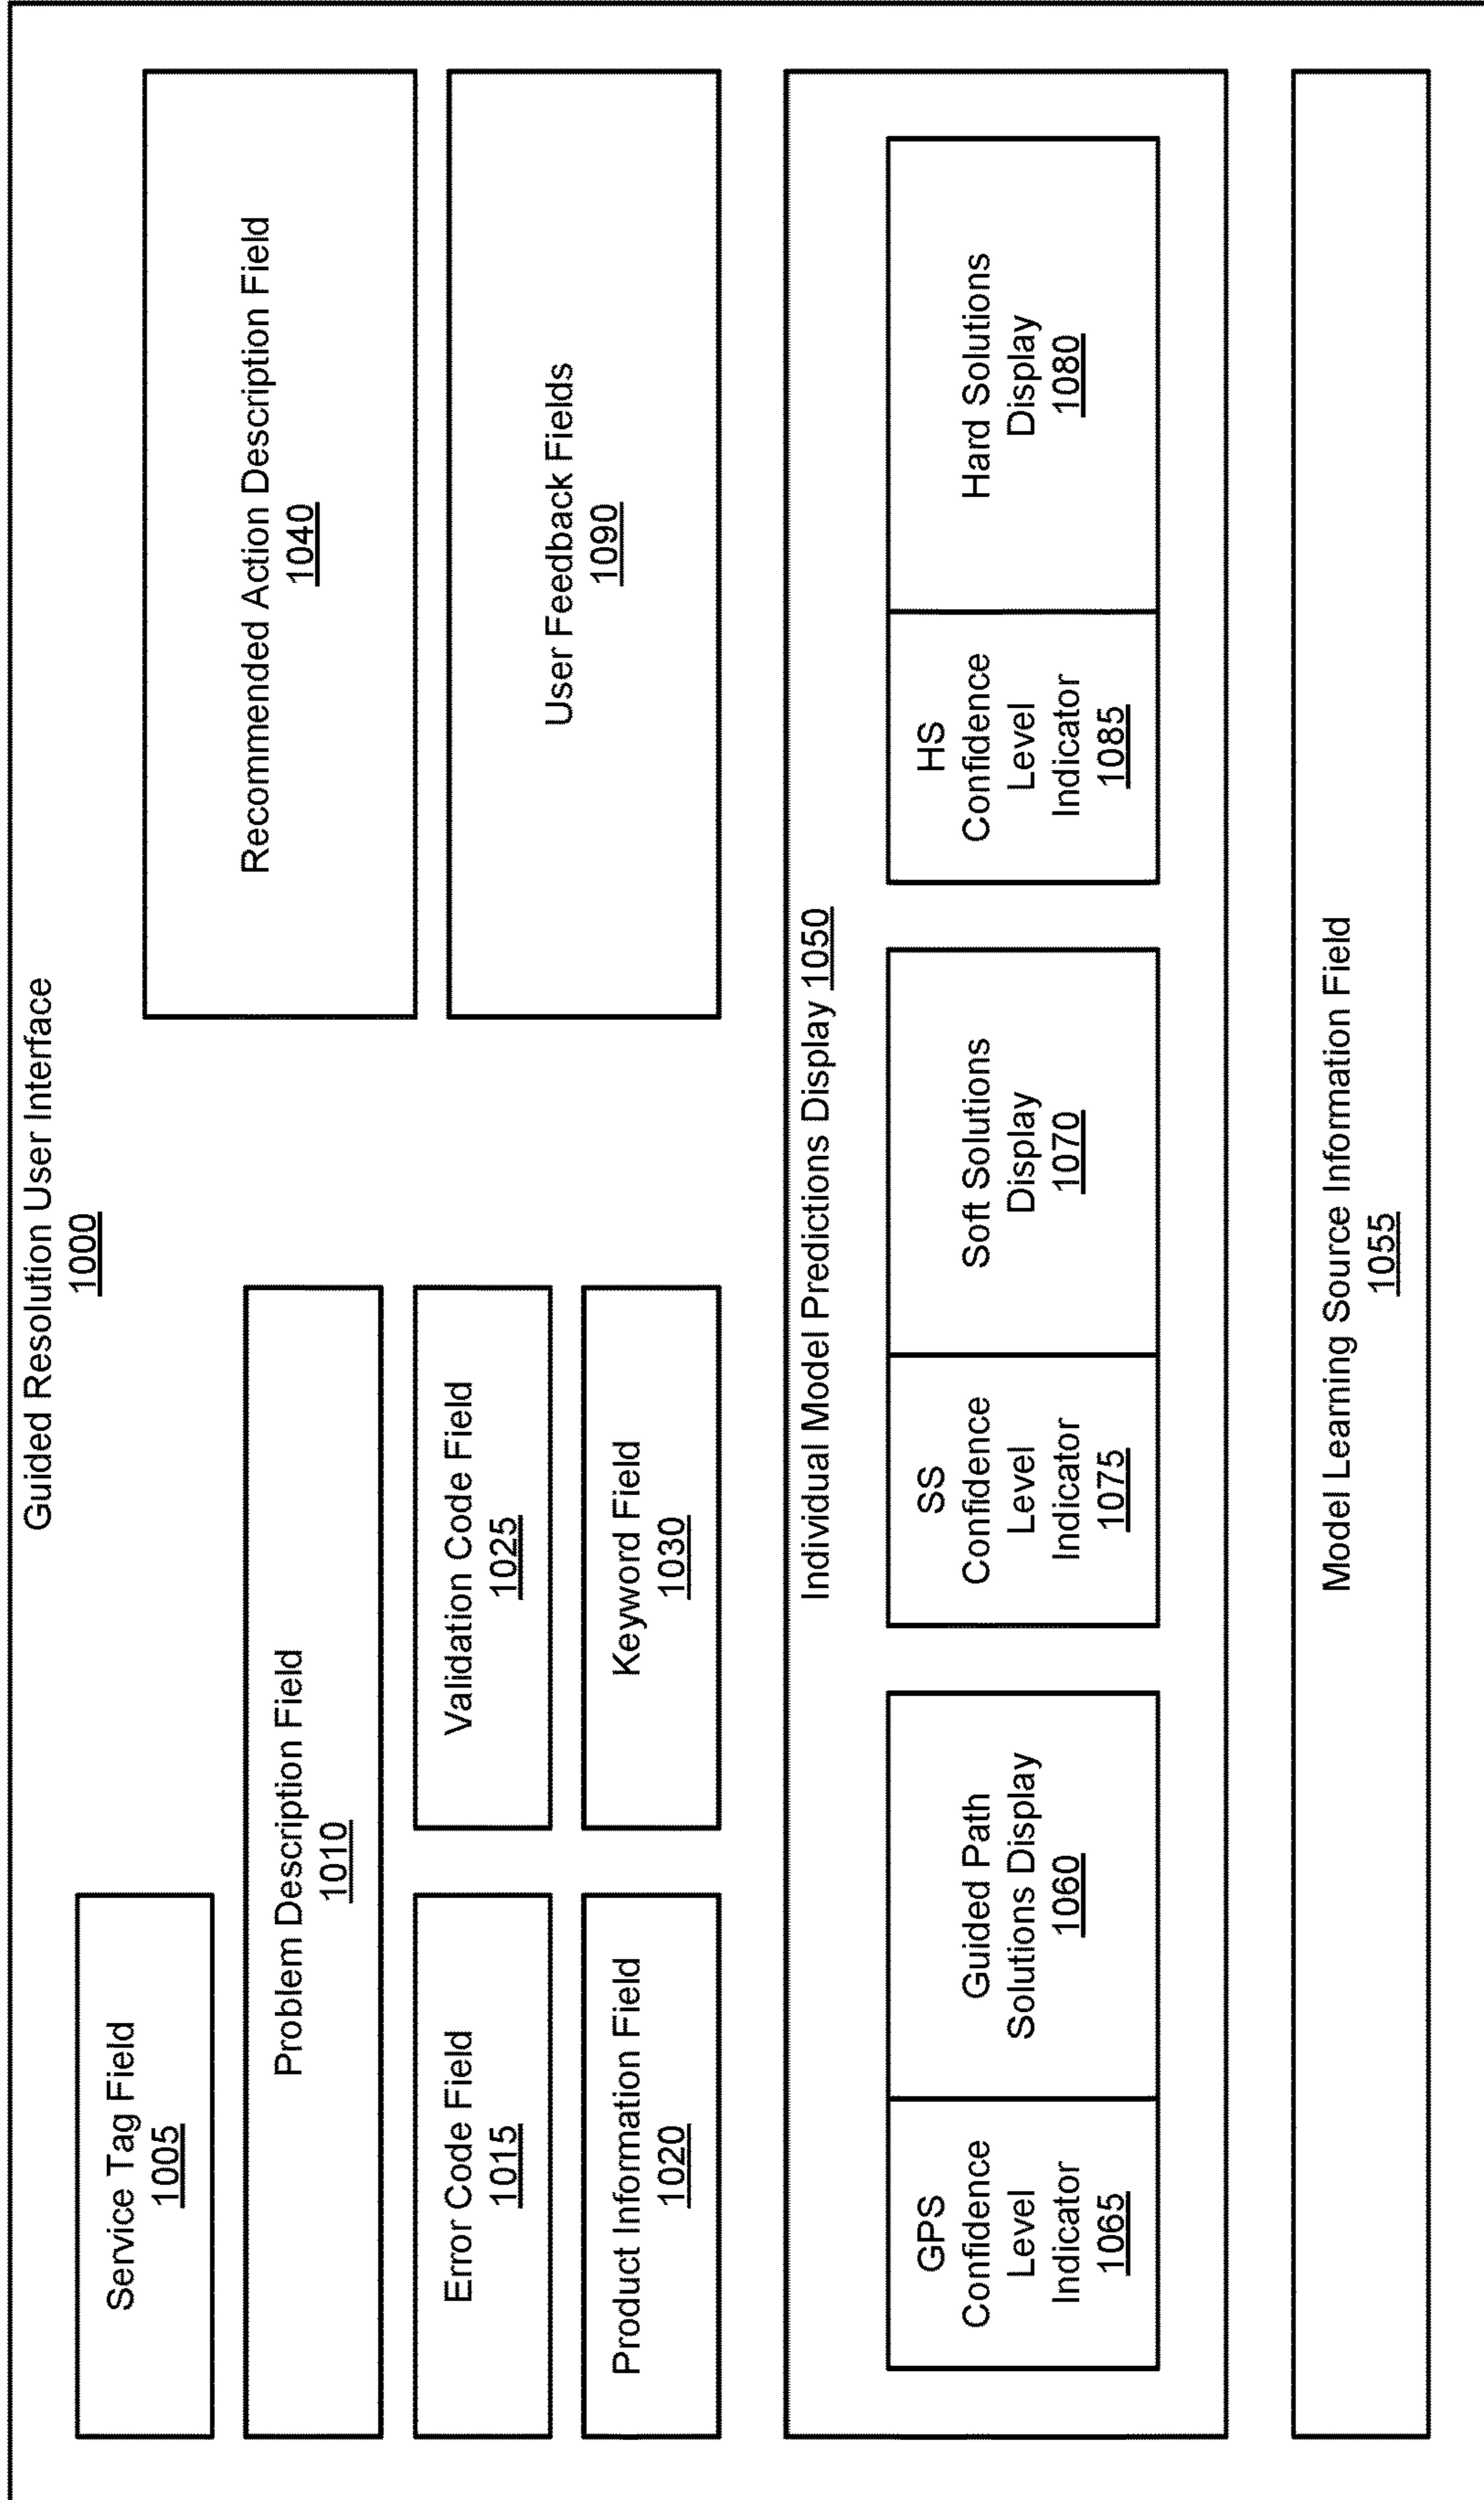 Guided Resolution User Interface
1000
Service Tag Field
1005
Problem Description Field
1010
Error Code Field
1015
Validation Code Field
1025
Product Information Field
1020
Keyword Field
1030
Recommended Action Description Field
1040
User Feedback Fields
1090
Individual Model Predictions Display 1050
GPS
Confidence
Level
Indicator
1065
Guided Path
Solutions Display
1060
SS
Confidence
Level
Indicator
1075
Soft Solutions
Display
1070
HS
Confidence
Level
Indicator
1085
Hard Solutions
Display
1080
Model Learning Source Information Field
1055